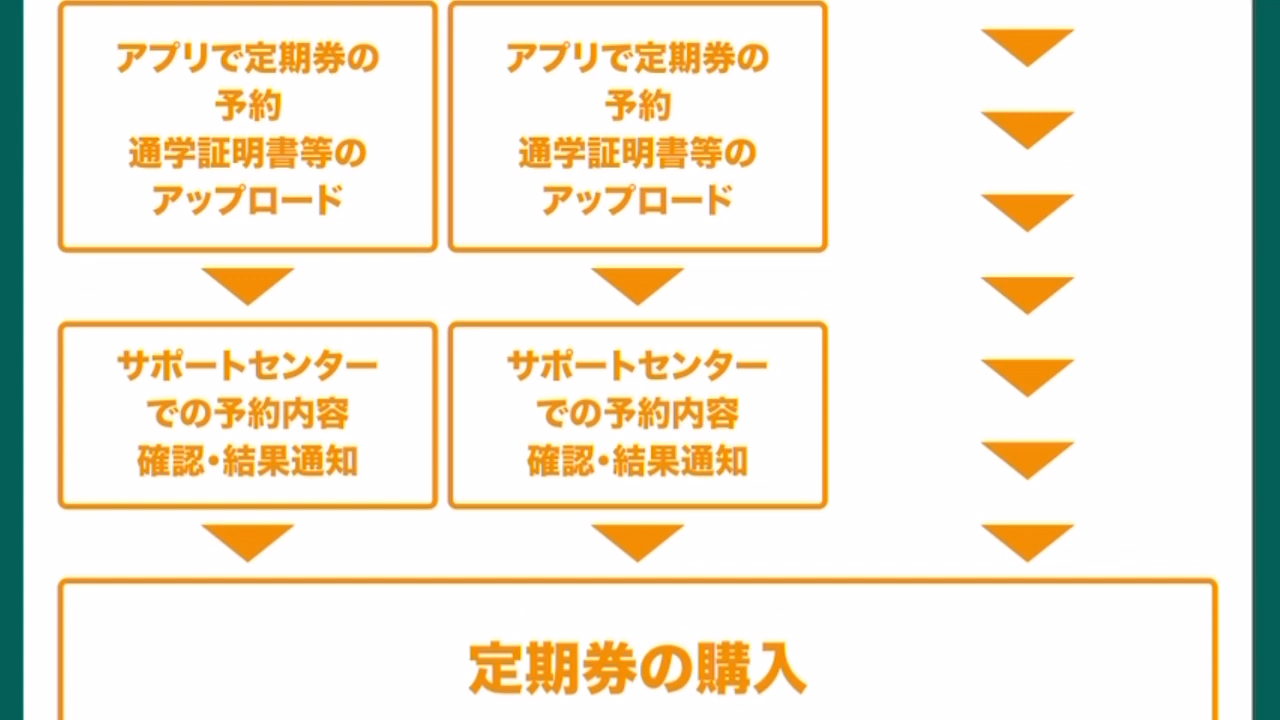 アプリで定期券の
予約
通学証明書等の
アップロード
アプリで定期券の
予約
通学証明書等の
アップロード
サポートセンター
での予約内容
確認・結果通知
サポートセンター
での予約内容
確認・結果通知
定期券の購入